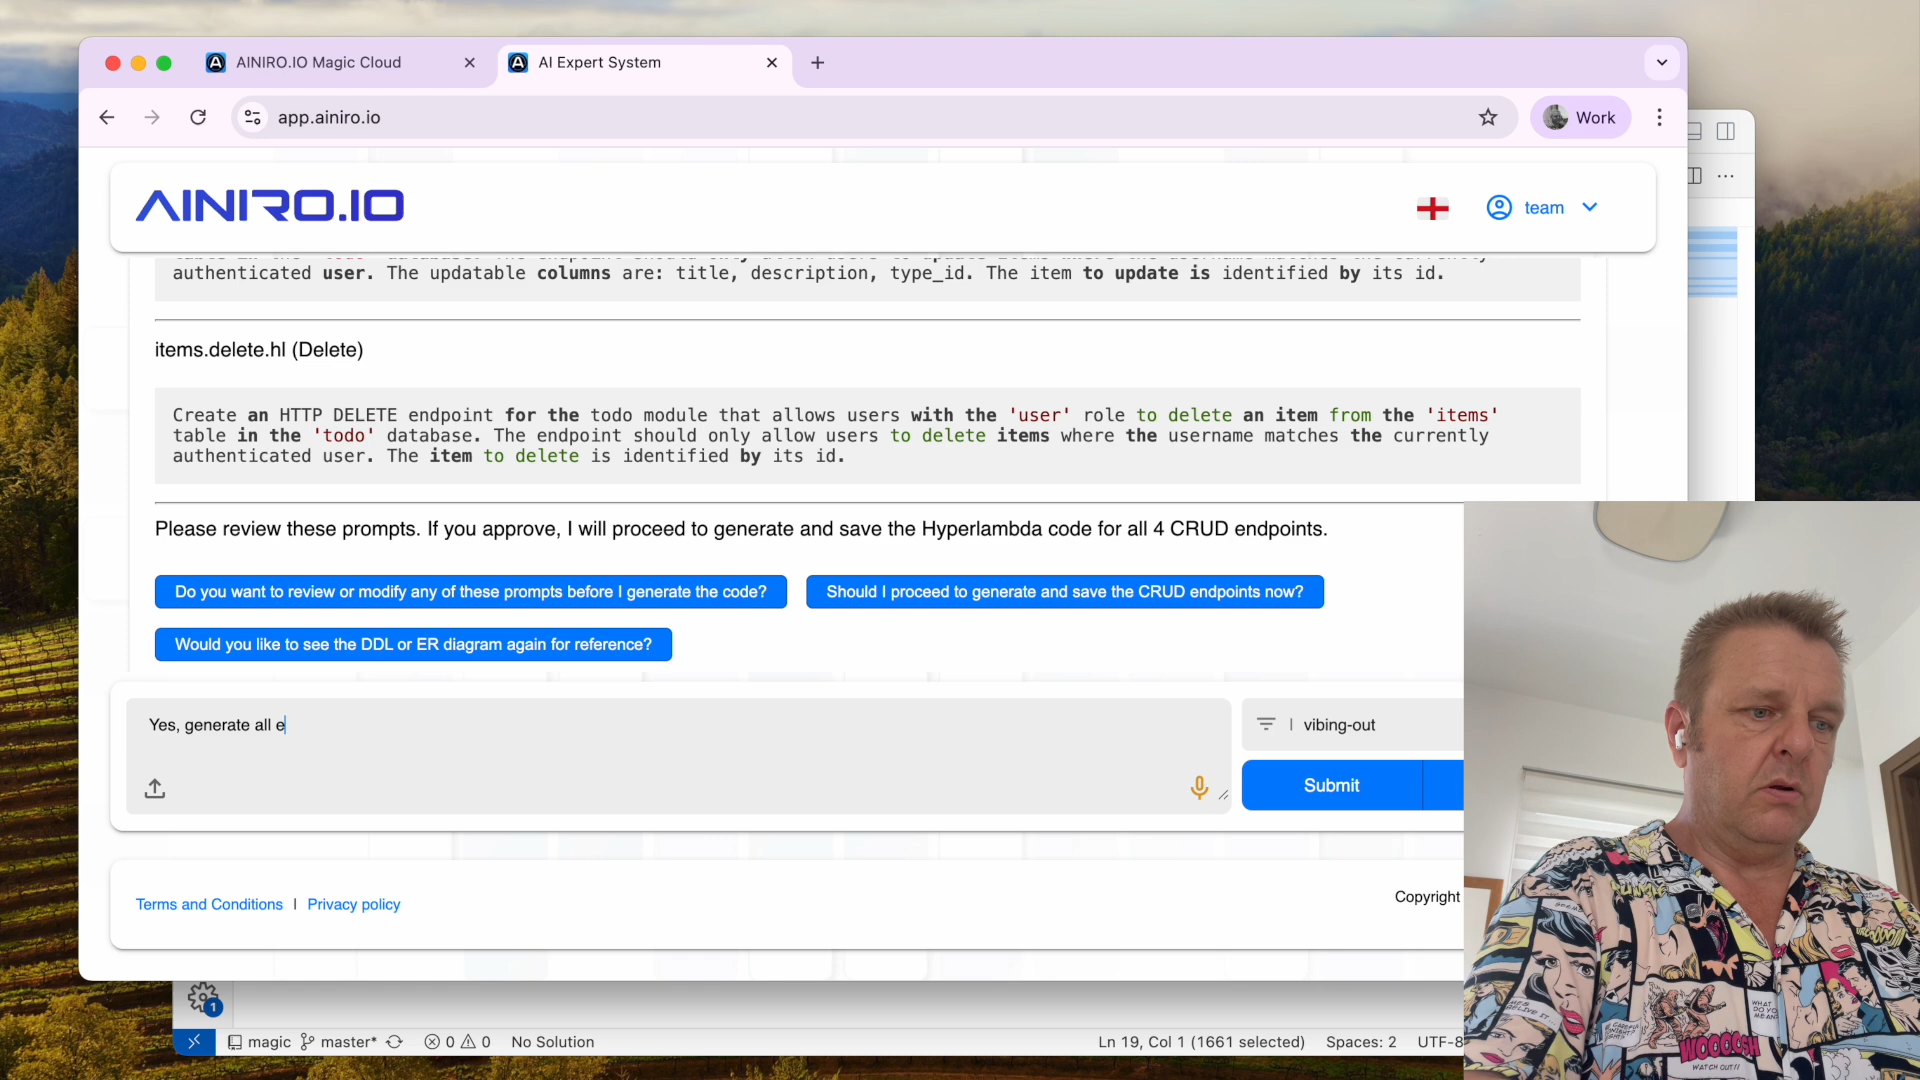 AINIRO.IO Magic Cloud
AI Expert System
app.ainiro.io
Work
AINIRO.IO
team
authenticated user. The updatable columns are: title, description, type_id. The item to update is identified by its id.
items.delete.hl (Delete)
Create an HTTP DELETE endpoint for the todo module that allows users with the 'user' role to delete an item from the 'items'
table in the 'todo' database. The endpoint should only allow users to delete items where the username matches the currently
authenticated user. The item to delete is identified by its id.
Please review these prompts. If you approve, I will proceed to generate and save the Hyperlambda code for all 4 CRUD endpoints.
Do you want to review or modify any of these prompts before I generate the code?
Should I proceed to generate and save the CRUD endpoints now?
Would you like to see the DDL or ER diagram again for reference?
Yes, generate all e
vibing-out
Submit
Terms and Conditions | Privacy policy
Copyright
1
magic master* 0 0 No Solution
Ln 19, Col 1 (1661 selected) Spaces: 2 UTF-8
WOOOOSH
WATCH OUT!!